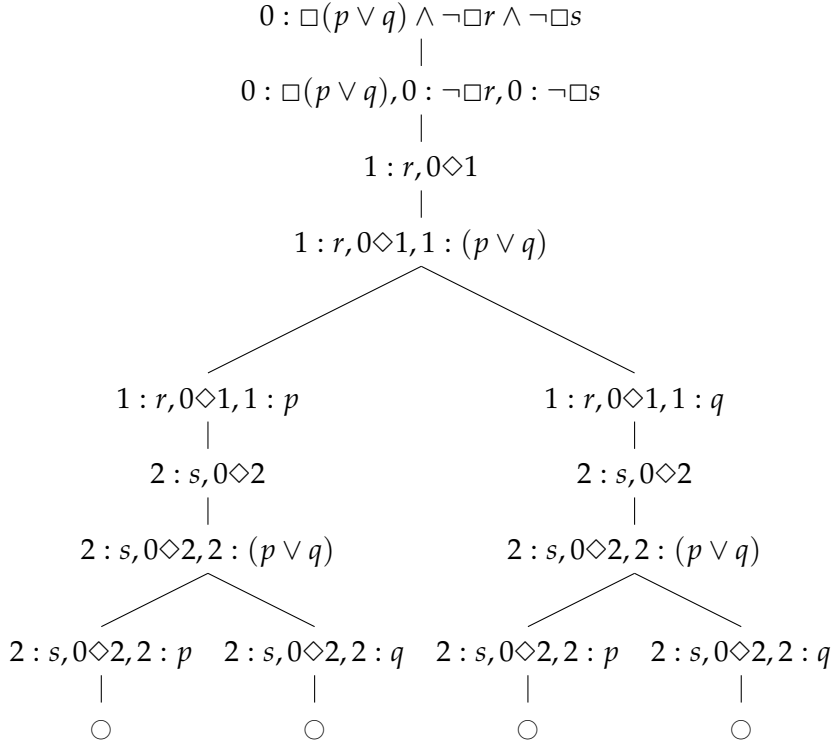 0 : □(p ∨ q) ∧ ¬□r ∧ ¬□s
0 : □(p ∨ q), 0 : ¬□r, 0 : ¬□s
1 : r, 0◇1
1 : r, 0◇1, 1 : (p ∨ q)
1 : r, 0◇1, 1 : p 1 : r, 0◇1, 1 : q
2 : s, 0◇2 2 : s, 0◇2
2 : s, 0◇2, 2 : (p ∨ q) 2 : s, 0◇2, 2 : (p ∨ q)
2 : s, 0◇2, 2 : p 2 : s, 0◇2, 2 : q 2 : s, 0◇2, 2 : p 2 : s, 0◇2, 2 : q
○ ○ ○ ○